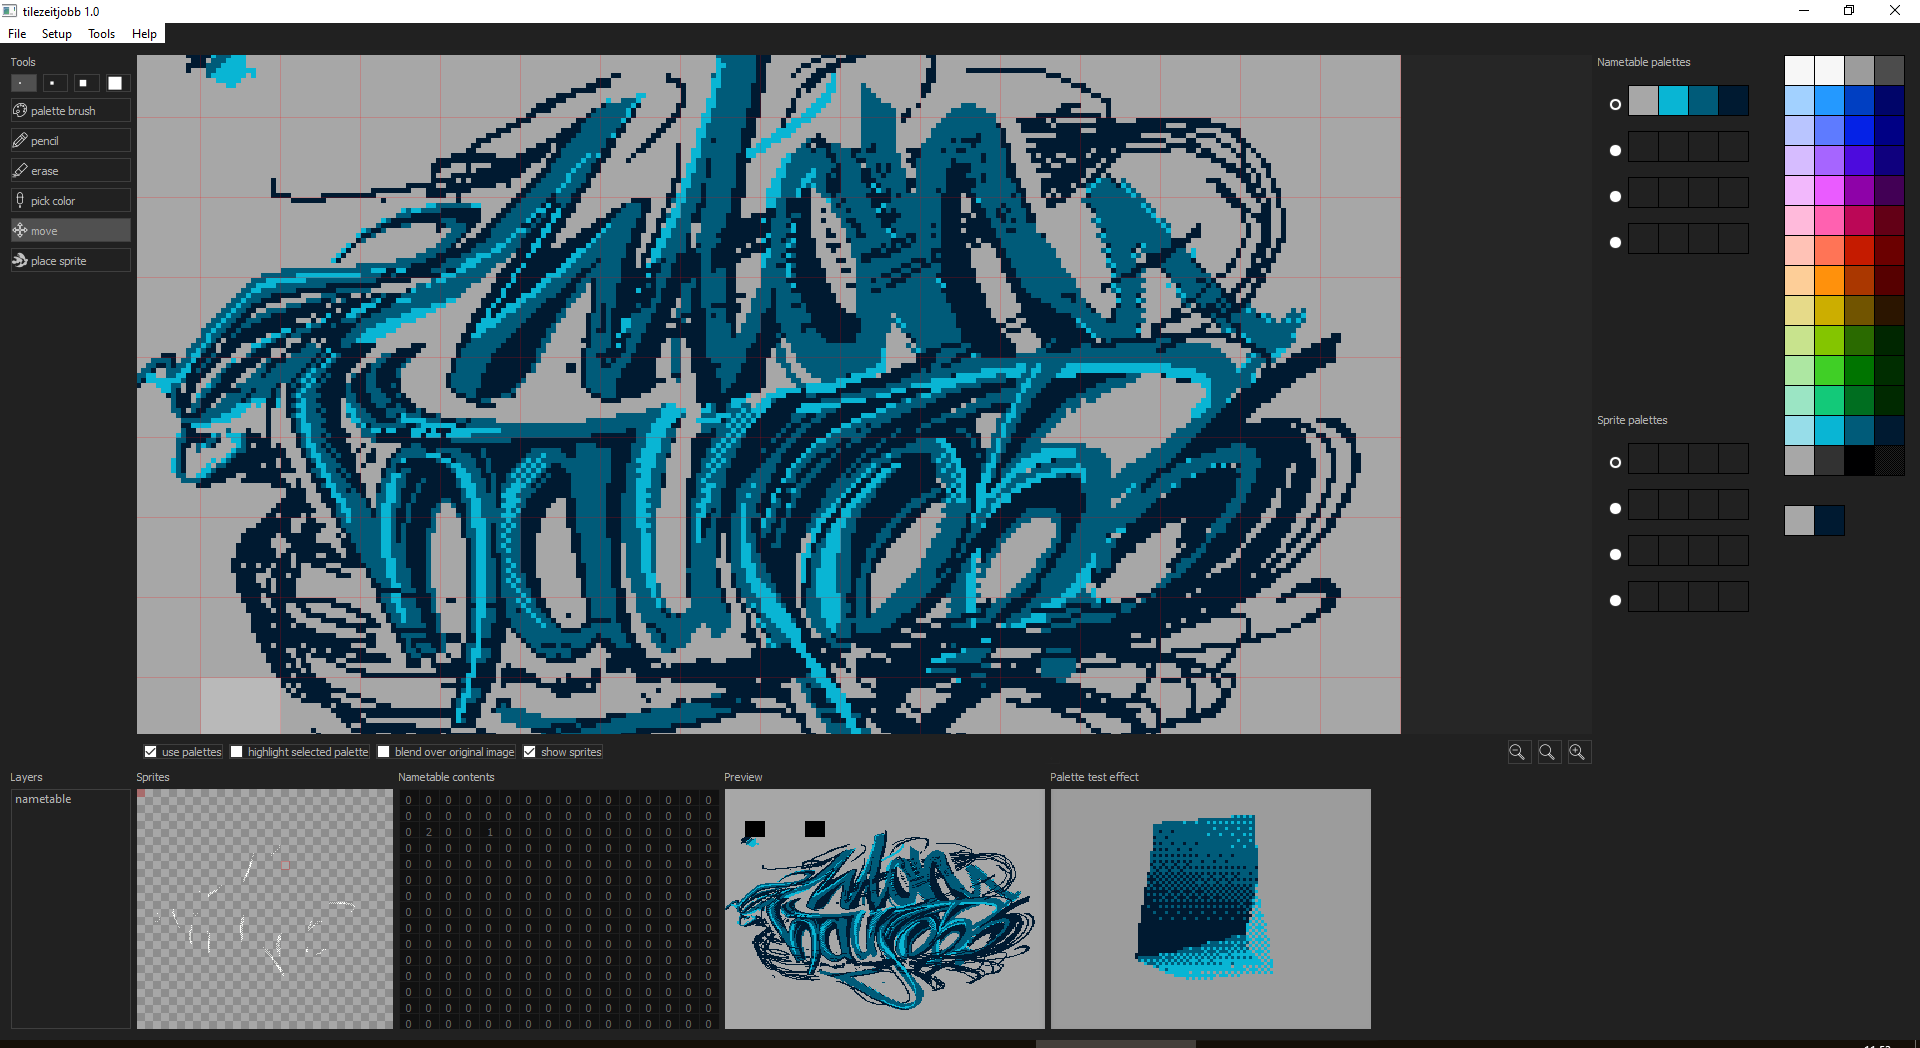 tilezeitjobb 1.0
File Setup Tools Help
Tools
palette brush
pencil
erase
pick color
move
place sprite
Nametable palettes
Sprite palettes
use palettes highlight selected palette blend over original image show sprites
Layers Sprites Nametable contents Preview Palette test effect
nametable
0 0 0 0 0 0 0 0 0 0 0 0 0 0 0 0
0 0 0 0 0 0 0 0 0 0 0 0 0 0 0 0
0 2 0 0 1 0 0 0 0 0 0 0 0 0 0 0
0 0 0 0 0 0 0 0 0 0 0 0 0 0 0 0
0 0 0 0 0 0 0 0 0 0 0 0 0 0 0 0
0 0 0 0 0 0 0 0 0 0 0 0 0 0 0 0
0 0 0 0 0 0 0 0 0 0 0 0 0 0 0 0
0 0 0 0 0 0 0 0 0 0 0 0 0 0 0 0
0 0 0 0 0 0 0 0 0 0 0 0 0 0 0 0
0 0 0 0 0 0 0 0 0 0 0 0 0 0 0 0
0 0 0 0 0 0 0 0 0 0 0 0 0 0 0 0
0 0 0 0 0 0 0 0 0 0 0 0 0 0 0 0
0 0 0 0 0 0 0 0 0 0 0 0 0 0 0 0
0 0 0 0 0 0 0 0 0 0 0 0 0 0 0 0
0 0 0 0 0 0 0 0 0 0 0 0 0 0 0 0